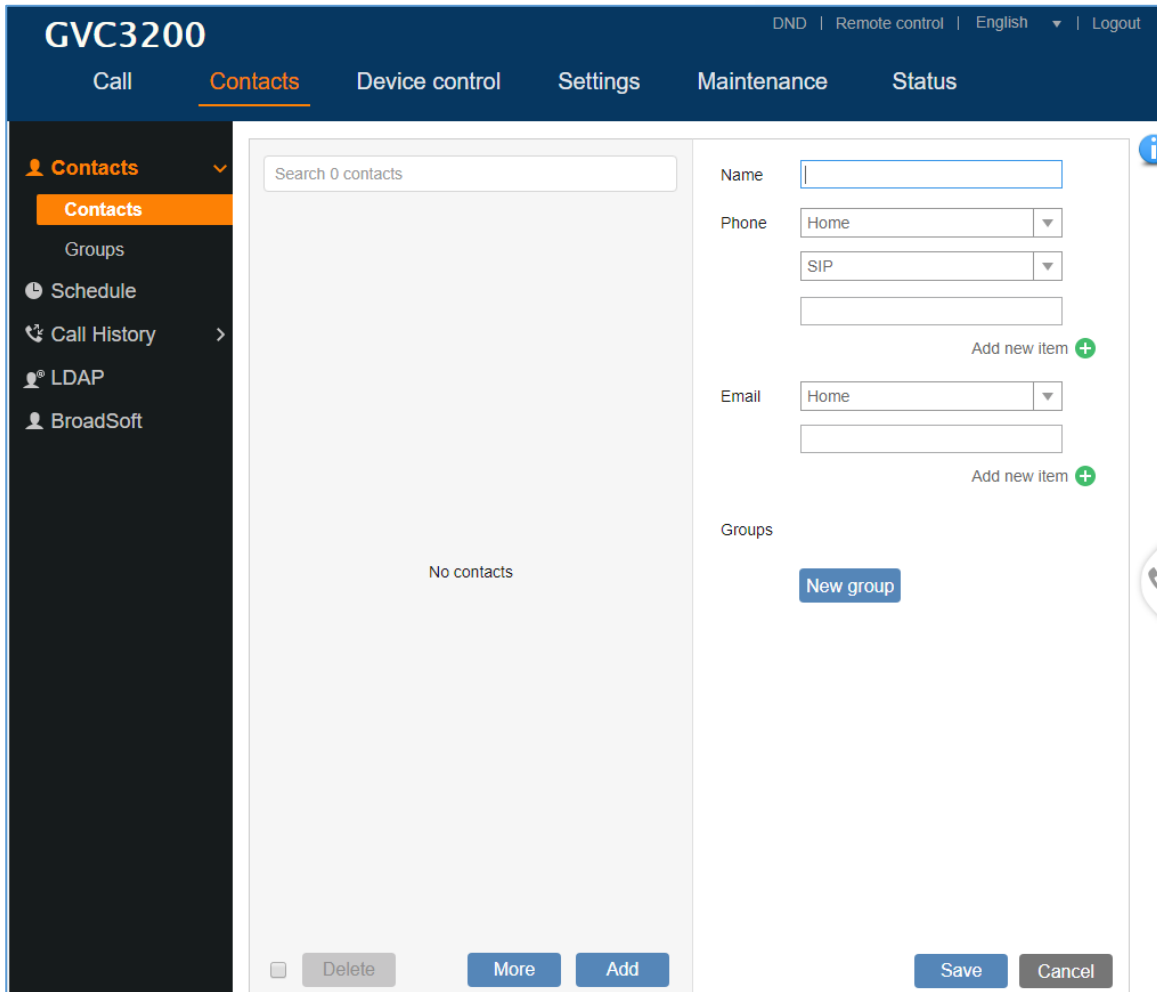 GVC3200
DND | Remote control | English | Logout
Call Contacts Device control Settings Maintenance Status
Contacts
Contacts
Groups
Schedule
Call History
LDAP
BroadSoft
Search 0 contacts
No contacts
Delete More Add
Name
Phone Home
SIP
Add new item
Email Home
Add new item
Groups
New group
Save Cancel